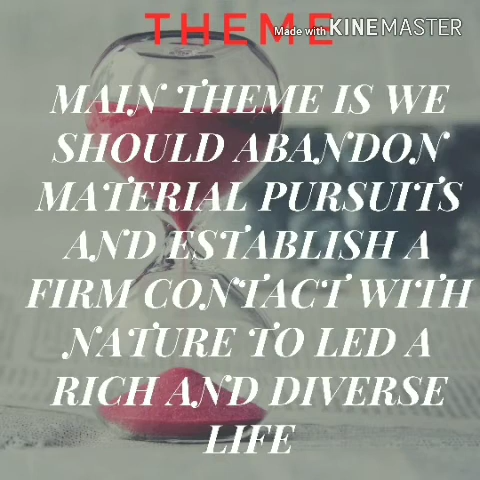 THEME
Made with KINEMASTER
MAIN THEME IS WE
SHOULD ABANDON
MATERIAL PURSUITS
AND ESTABLISH A
FIRM CONTACT WITH
NATURE TO LED A
RICH AND DIVERSE
LIFE